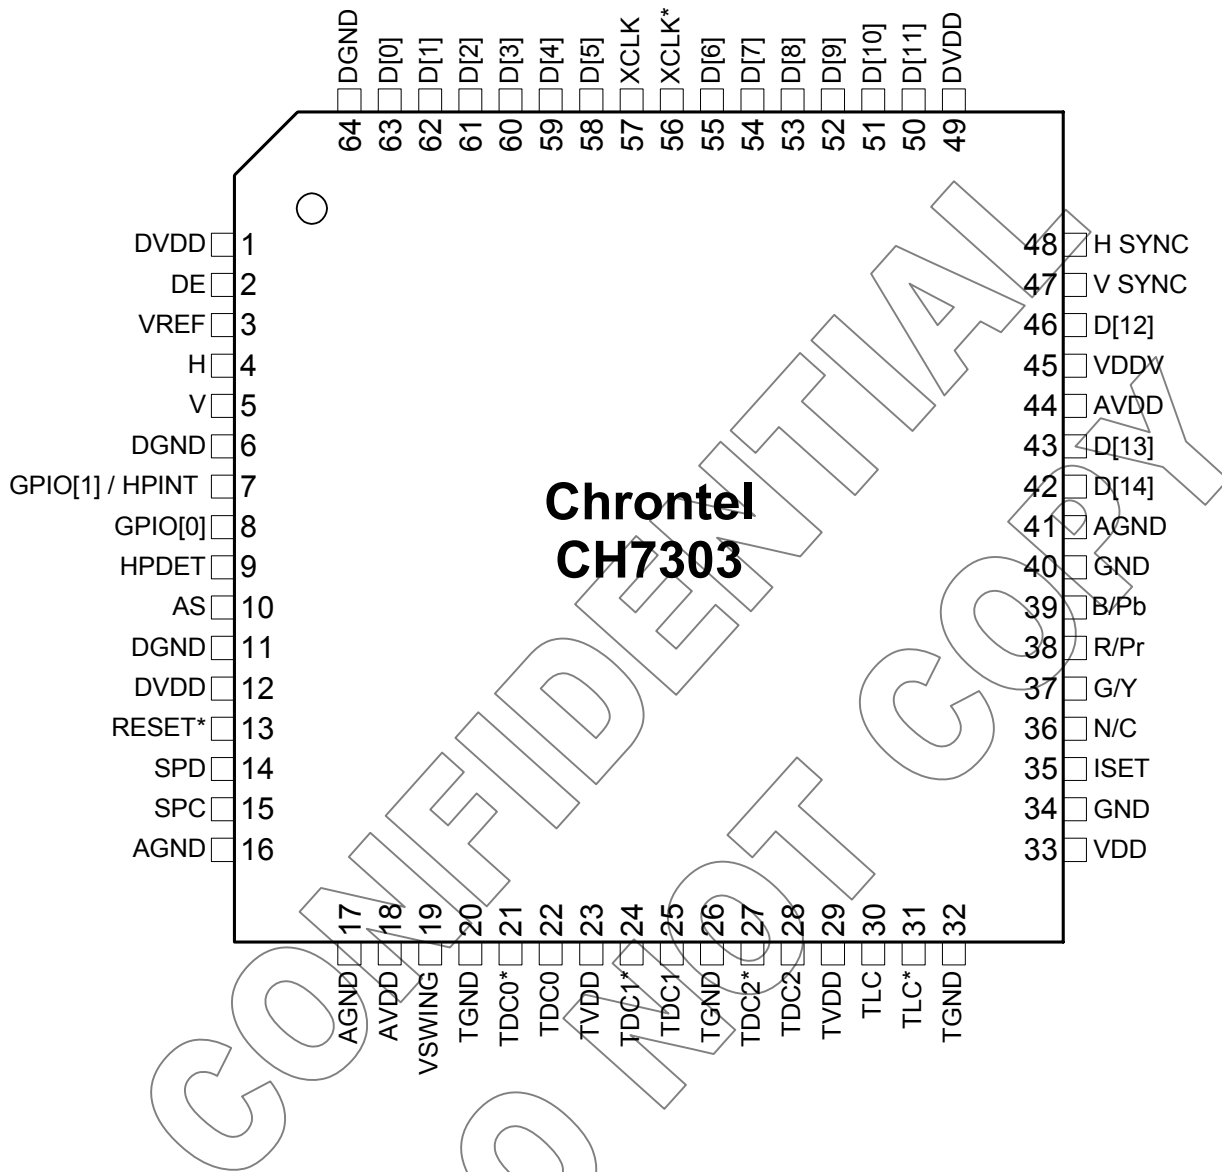 DGND
D[0]
D[1]
D[2]
D[3]
D[4]
D[5]
XCLK
XCLK*
D[6]
D[7]
D[8]
D[9]
D[10]
D[11]
DVDD
64
63
62
61
60
59
58
57
56
55
54
53
52
51
50
49
DVDD 1
DE 2
VREF 3
H 4
V 5
DGND 6
GPIO[1] / HPINT 7
GPIO[0] 8
HPDET 9
AS 10
DGND 11
DVDD 12
RESET* 13
SPD 14
SPC 15
AGND 16
Chrontel
CH7303
48 H SYNC
47 V SYNC
46 D[12]
45 VDDV
44 AVDD
43 D[13]
42 D[14]
41 AGND
40 GND
39 B/Pb
38 R/Pr
37 G/Y
36 N/C
35 ISET
34 GND
33 VDD
17
18
19
20
21
22
23
24
25
26
27
28
29
30
31
32
AGND
AVDD
VSWING
TGND
TDC0*
TDC0
TVDD
TDC1*
TDC1
TGND
TDC2*
TDC2
TVDD
TLC
TLC*
TGND
CONFIDENTIAL
O NOT COPY